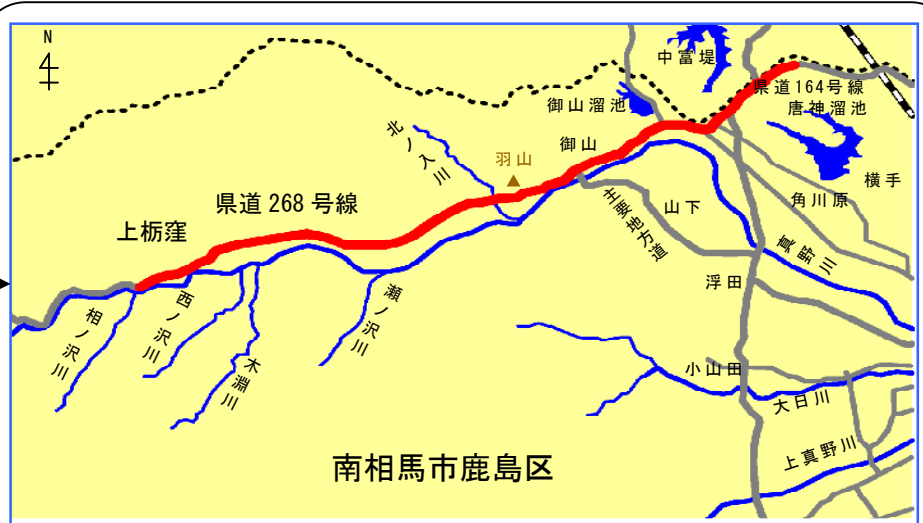 N
中富堤
県道164号線
御山溜池
唐神溜池
北ノ入川
御山
羽山
横手
県道 268 号線
角川原
山下
主要地方道
上栃窪
真野川
浮田
相ノ沢川
西ノ沢川
木淵川
瀬ノ沢川
小山田
大日川
上真野川
南相馬市鹿島区